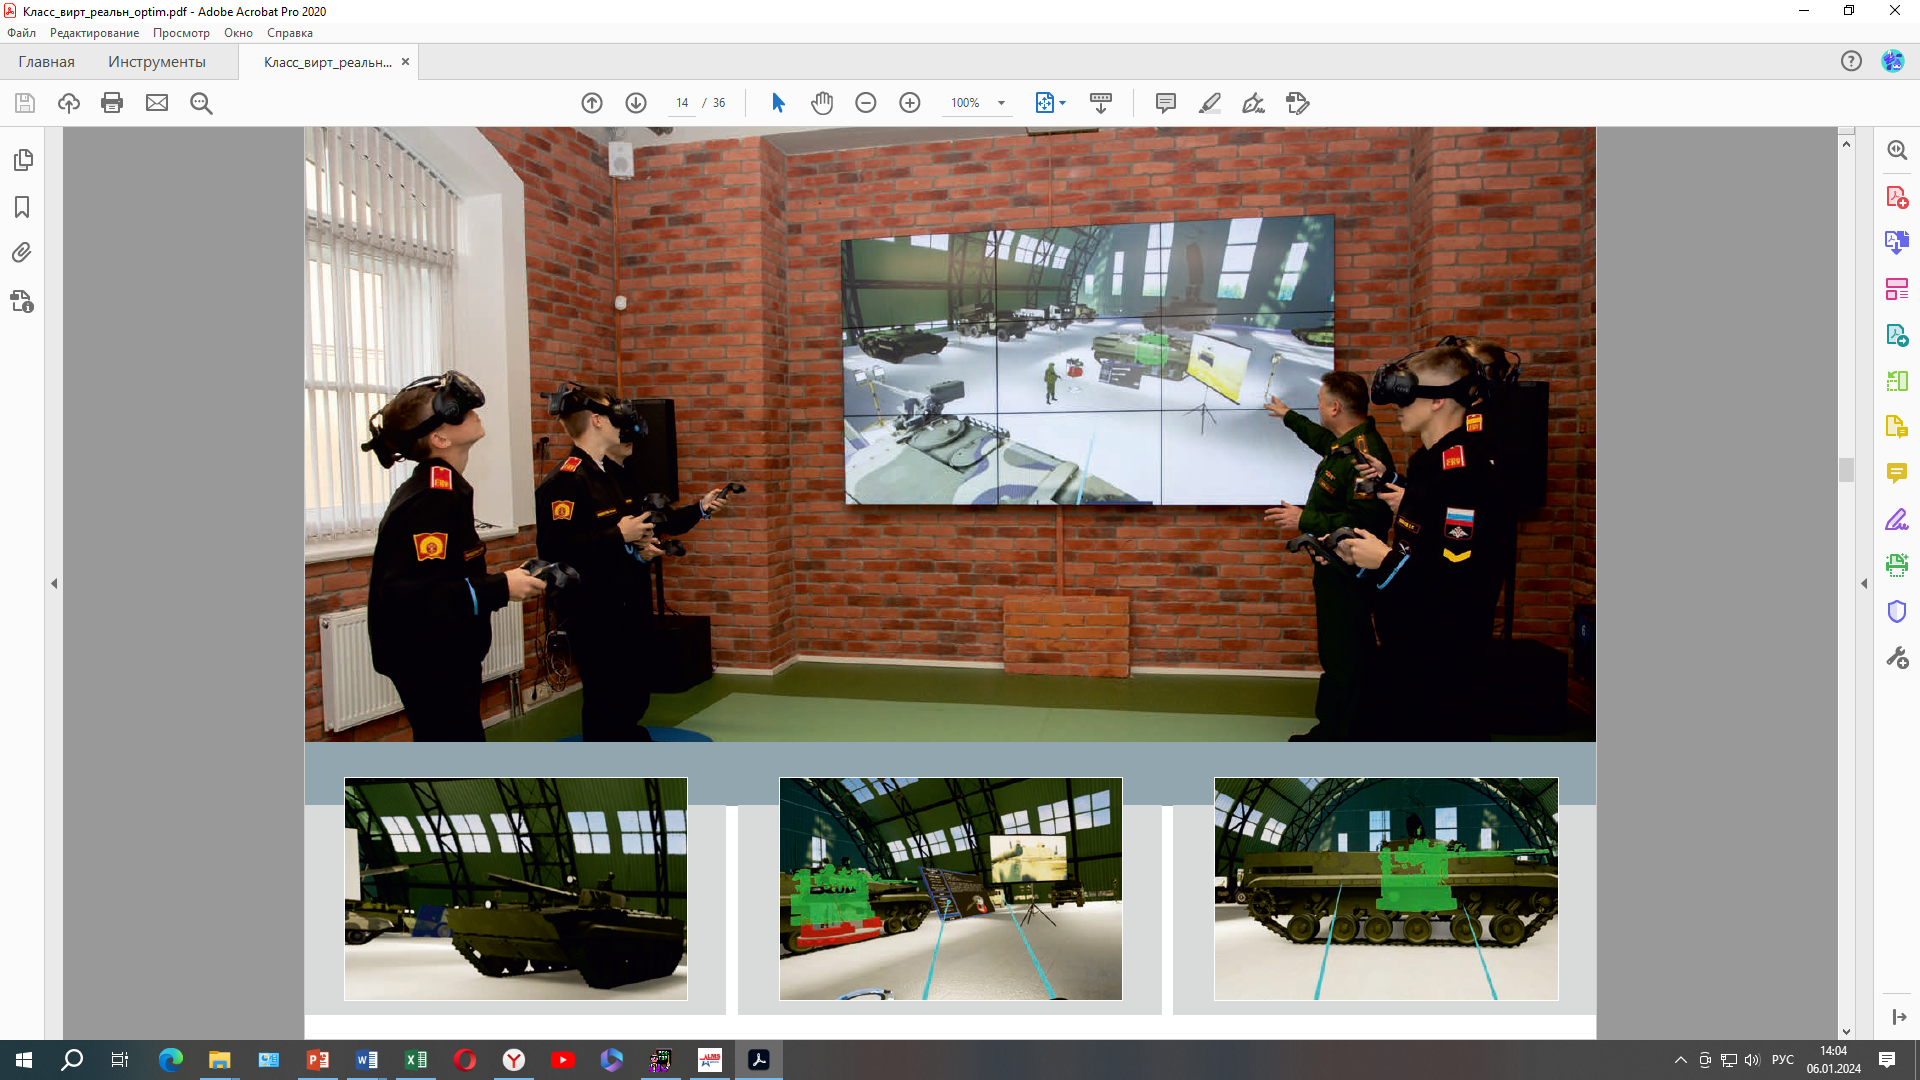 Класс_вирт_реальн_optim.pdf - Adobe Acrobat Pro 2020
Файл Редактирование Просмотр Окно Справка
Главная Инструменты Класс_вирт_реальн...
14 / 36 100%
РУС
14:04
06.01.2024